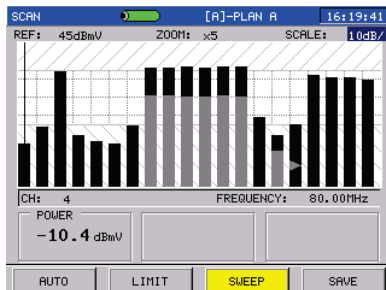 SCAN [A]-PLAN A 16:19:41
REF: 45dBmV ZOOM: ×5 SCALE: 10dB/
CH: 4 FREQUENCY: 80.00MHz
POWER
-10.4 dBmV
AUTO LIMIT SWEEP SAVE